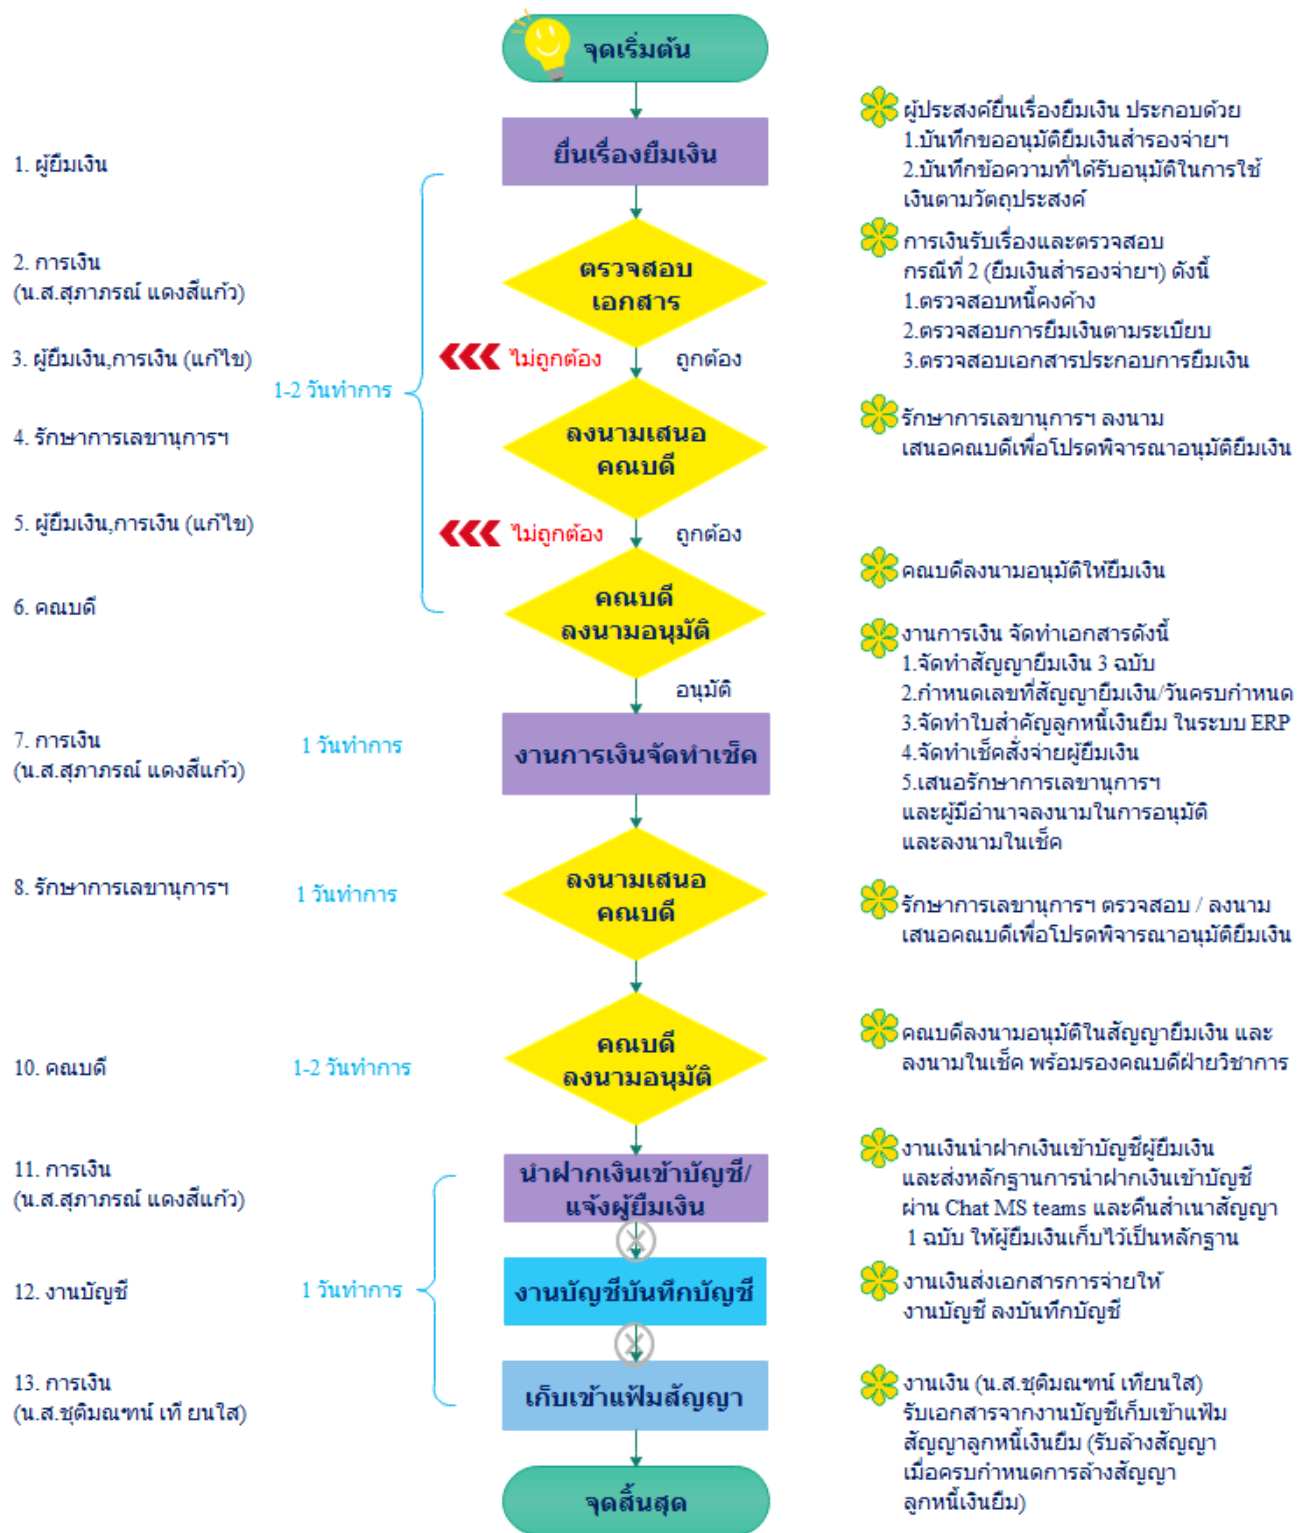 จุดเริ่มต้น
1. ผู้ยืมเงิน
ยื่นเรื่องยืมเงิน
ผู้ประสงค์ยื่นเรื่องยืมเงิน ประกอบด้วย
1.บันทึกขออนุมัติยืมเงินสำรองจ่ายฯ
2.บันทึกข้อความที่ได้รับอนุมัติในการใช้
เงินตามวัตถุประสงค์
2. การเงิน
(น.ส.สุภาภรณ์ แดงสีแก้ว)
ตรวจสอบ
เอกสาร
การเงินรับเรื่องและตรวจสอบ
กรณีที่ 2 (ยืมเงินสำรองจ่ายฯ) ดังนี้
1.ตรวจสอบหนี้คงค้าง
2.ตรวจสอบการยืมเงินตามระเบียบ
3.ตรวจสอบเอกสารประกอบการยืมเงิน
3. ผู้ยืมเงิน,การเงิน (แก้ไข)
ไม่ถูกต้อง
ถูกต้อง
1-2 วันทำการ
4. รักษาการเลขานุการฯ
ลงนามเสนอ
คณบดี
รักษาการเลขานุการฯ ลงนาม
เสนอคณบดีเพื่อโปรดพิจารณาอนุมัติยืมเงิน
5. ผู้ยืมเงิน,การเงิน (แก้ไข)
ไม่ถูกต้อง
ถูกต้อง
6. คณบดี
คณบดี
ลงนามอนุมัติ
คณบดีลงนามอนุมัติให้ยืมเงิน
อนุมัติ
7. การเงิน
(น.ส.สุภาภรณ์ แดงสีแก้ว)
1 วันทำการ
งานการเงินจัดทำเช็ค
งานการเงิน จัดทำเอกสารดังนี้
1.จัดทำสัญญายืมเงิน 3 ฉบับ
2.กำหนดเลขที่สัญญายืมเงิน/วันครบกำหนด
3.จัดทำใบสำคัญลูกหนี้เงินยืม ในระบบ ERP
4.จัดทำเช็คสั่งจ่ายผู้ยืมเงิน
5.เสนอรักษาการเลขานุการฯ
และผู้มีอำนาจลงนามในการอนุมัติ
และลงนามในเช็ค
8. รักษาการเลขานุการฯ
1 วันทำการ
ลงนามเสนอ
คณบดี
รักษาการเลขานุการฯ ตรวจสอบ / ลงนาม
เสนอคณบดีเพื่อโปรดพิจารณาอนุมัติยืมเงิน
10. คณบดี
1-2 วันทำการ
คณบดี
ลงนามอนุมัติ
คณบดีลงนามอนุมัติในสัญญายืมเงิน และ
ลงนามในเช็ค พร้อมรองคณบดีฝ่ายวิชาการ
11. การเงิน
(น.ส.สุภาภรณ์ แดงสีแก้ว)
นำฝากเงินเข้าบัญชี/
แจ้งผู้ยืมเงิน
งานเงินนำฝากเงินเข้าบัญชีผู้ยืมเงิน
และส่งหลักฐานการนำฝากเงินเข้าบัญชี
ผ่าน Chat MS teams และคืนสำเนาสัญญา
1 ฉบับ ให้ผู้ยืมเงินเก็บไว้เป็นหลักฐาน
12. งานบัญชี
1 วันทำการ
งานบัญชีบันทึกบัญชี
งานเงินส่งเอกสารการจ่ายให้
งานบัญชี ลงบันทึกบัญชี
13. การเงิน
(น.ส.ชุติมณฑน์ เที ยนใส)
เก็บเข้าแฟ้มสัญญา
งานเงิน (น.ส.ชุติมณฑน์ เทียนใส)
รับเอกสารจากงานบัญชีเก็บเข้าแฟ้ม
สัญญาลูกหนี้เงินยืม (รับล้างสัญญา
เมื่อครบกำหนดการล้างสัญญา
ลูกหนี้เงินยืม)
จุดสิ้นสุด